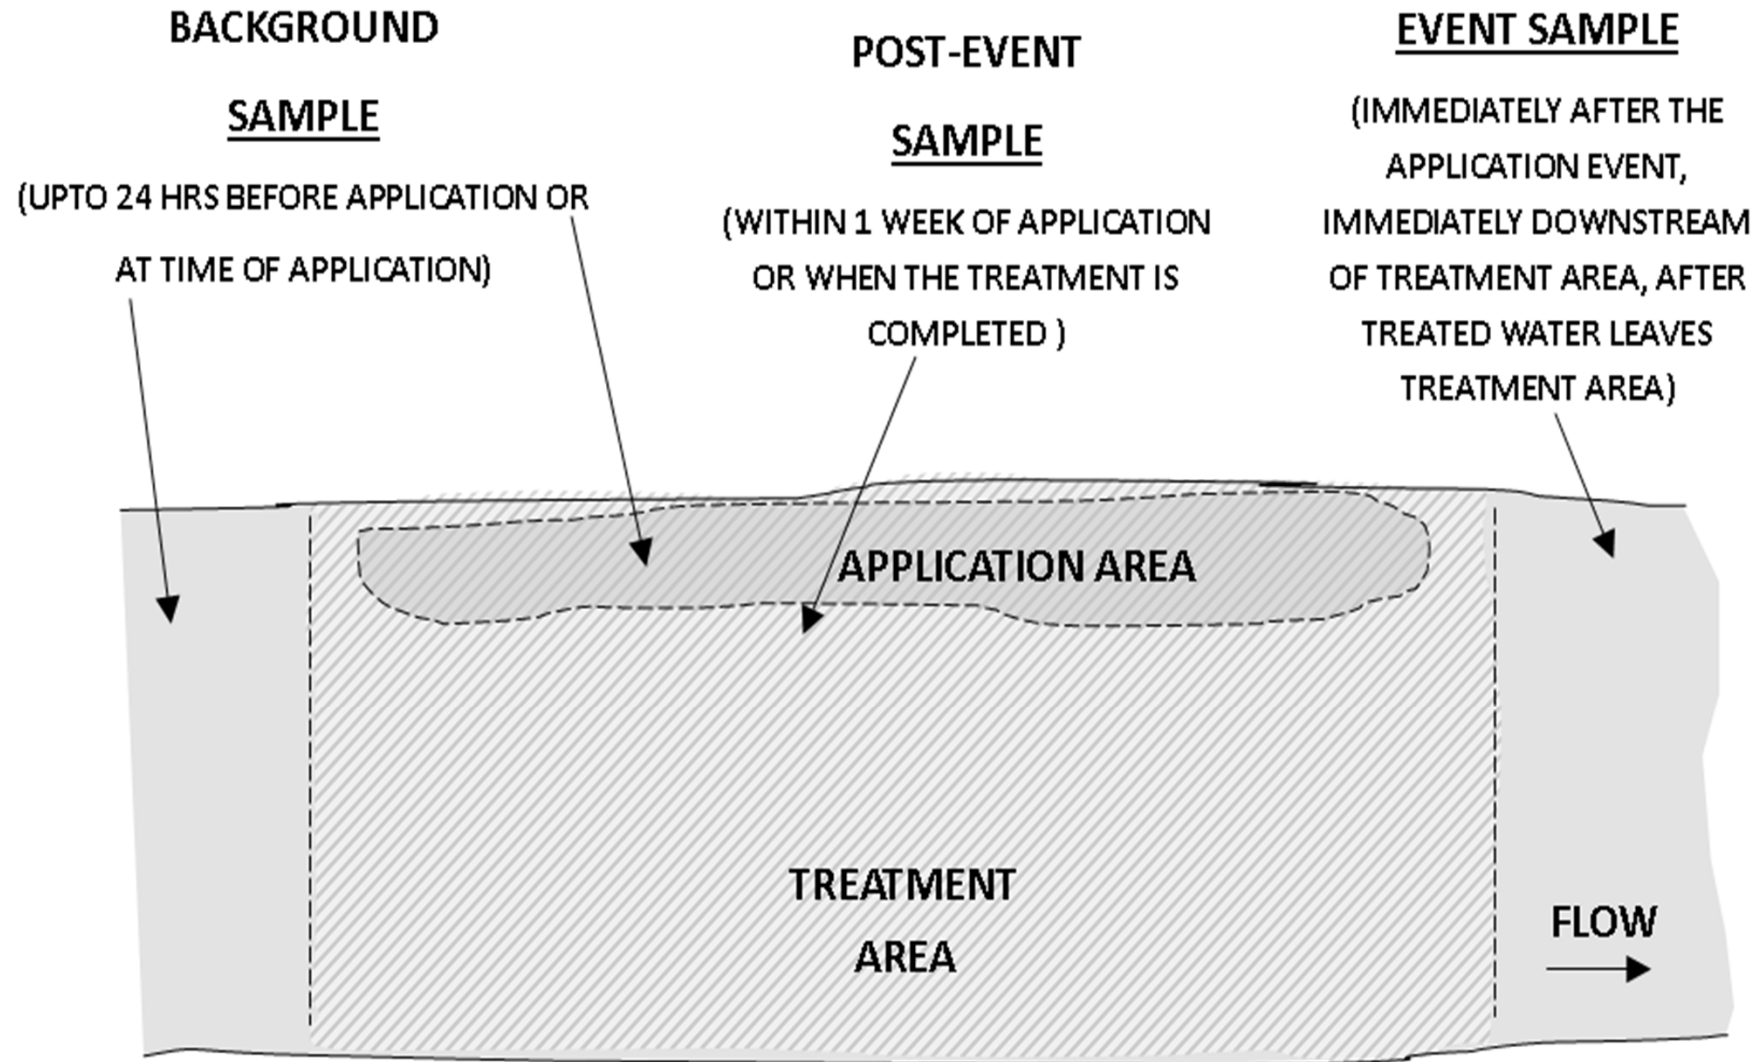 BACKGROUND
SAMPLE
(UPTO 24 HRS BEFORE APPLICATION OR
AT TIME OF APPLICATION)
POST-EVENT
SAMPLE
(WITHIN 1 WEEK OF APPLICATION
OR WHEN THE TREATMENT IS
COMPLETED )
EVENT SAMPLE
(IMMEDIATELY AFTER THE
APPLICATION EVENT,
IMMEDIATELY DOWNSTREAM
OF TREATMENT AREA, AFTER
TREATED WATER LEAVES
TREATMENT AREA)
APPLICATION AREA
TREATMENT
AREA
FLOW